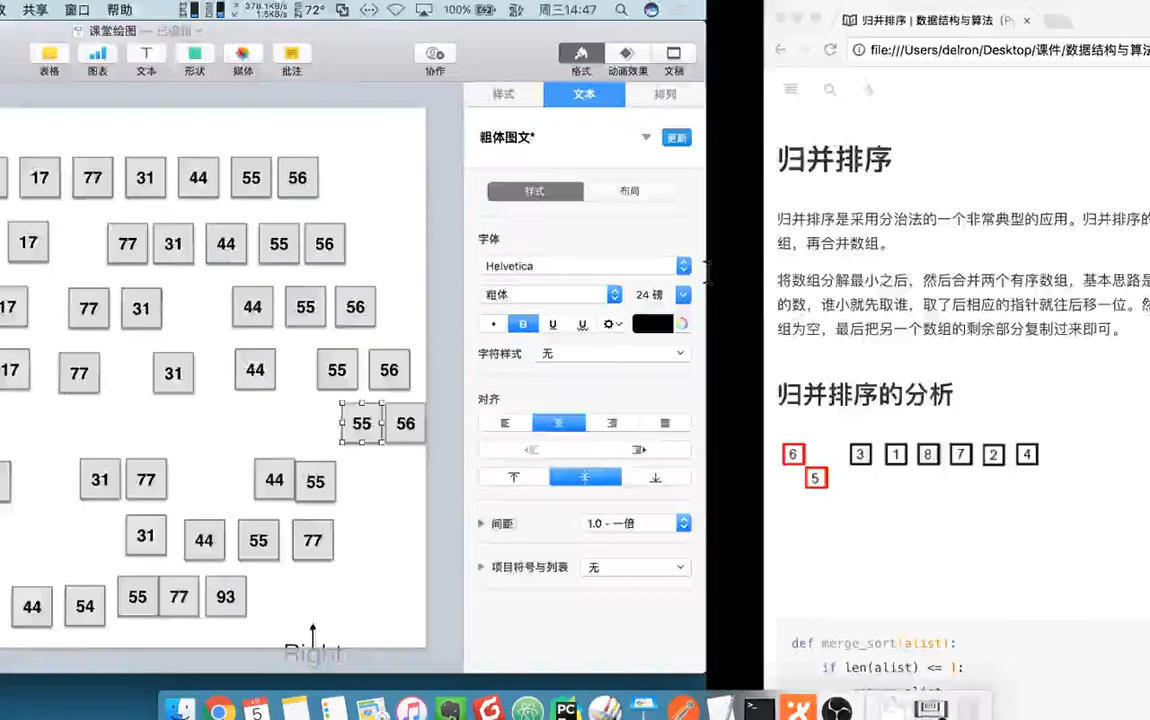 共享 窗口 帮助 378.1KB/s 1.5KB/s 72° 100% 周三14:47
课堂绘图 — 已编辑
表格 图表 文本 形状 媒体 批注 协作 格式 动画效果 文稿
样式 文本 排列
粗体图文* 更新
样式 布局
字体
Helvetica
粗体 24 磅
B U U
字符样式 无
对齐
间距 1.0 - 一倍
项目符号与列表 无
17 77 31 44 55 56
17 77 31 44 55 56
17 77 31 44 55 56
17 77 31 44 55 56
55 56
31 77 44 55
31 44 55 77
44 54 55 77 93
Right
归并排序 | 数据结构与算法 (P
file:///Users/delron/Desktop/课件/数据结构与算法
归并排序
归并排序是采用分治法的一个非常典型的应用。归并排序的
组，再合并数组。
将数组分解最小之后，然后合并两个有序数组，基本思路是
的数，谁小就先取谁，取了后相应的指针就往后移一位。然
组为空，最后把另一个数组的剩余部分复制过来即可。
归并排序的分析
6 3 1 8 7 2 4
5
def merge_sort(alist):
if len(alist) <= 1:
5
PC